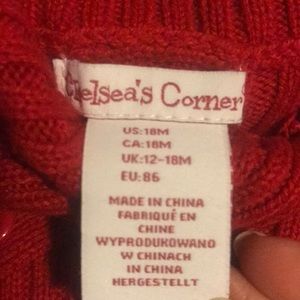 Chelsea's Corner
US: 18M
CA: 18M
UK: 12-18M
EU: 86
MADE IN CHINA
FABRIQUÉ EN
CHINE
WYPRODUKOWANO
W CHINACH
IN CHINA
HERGESTELLT